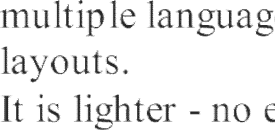 multiple languag
layouts.
It is lighter - no e